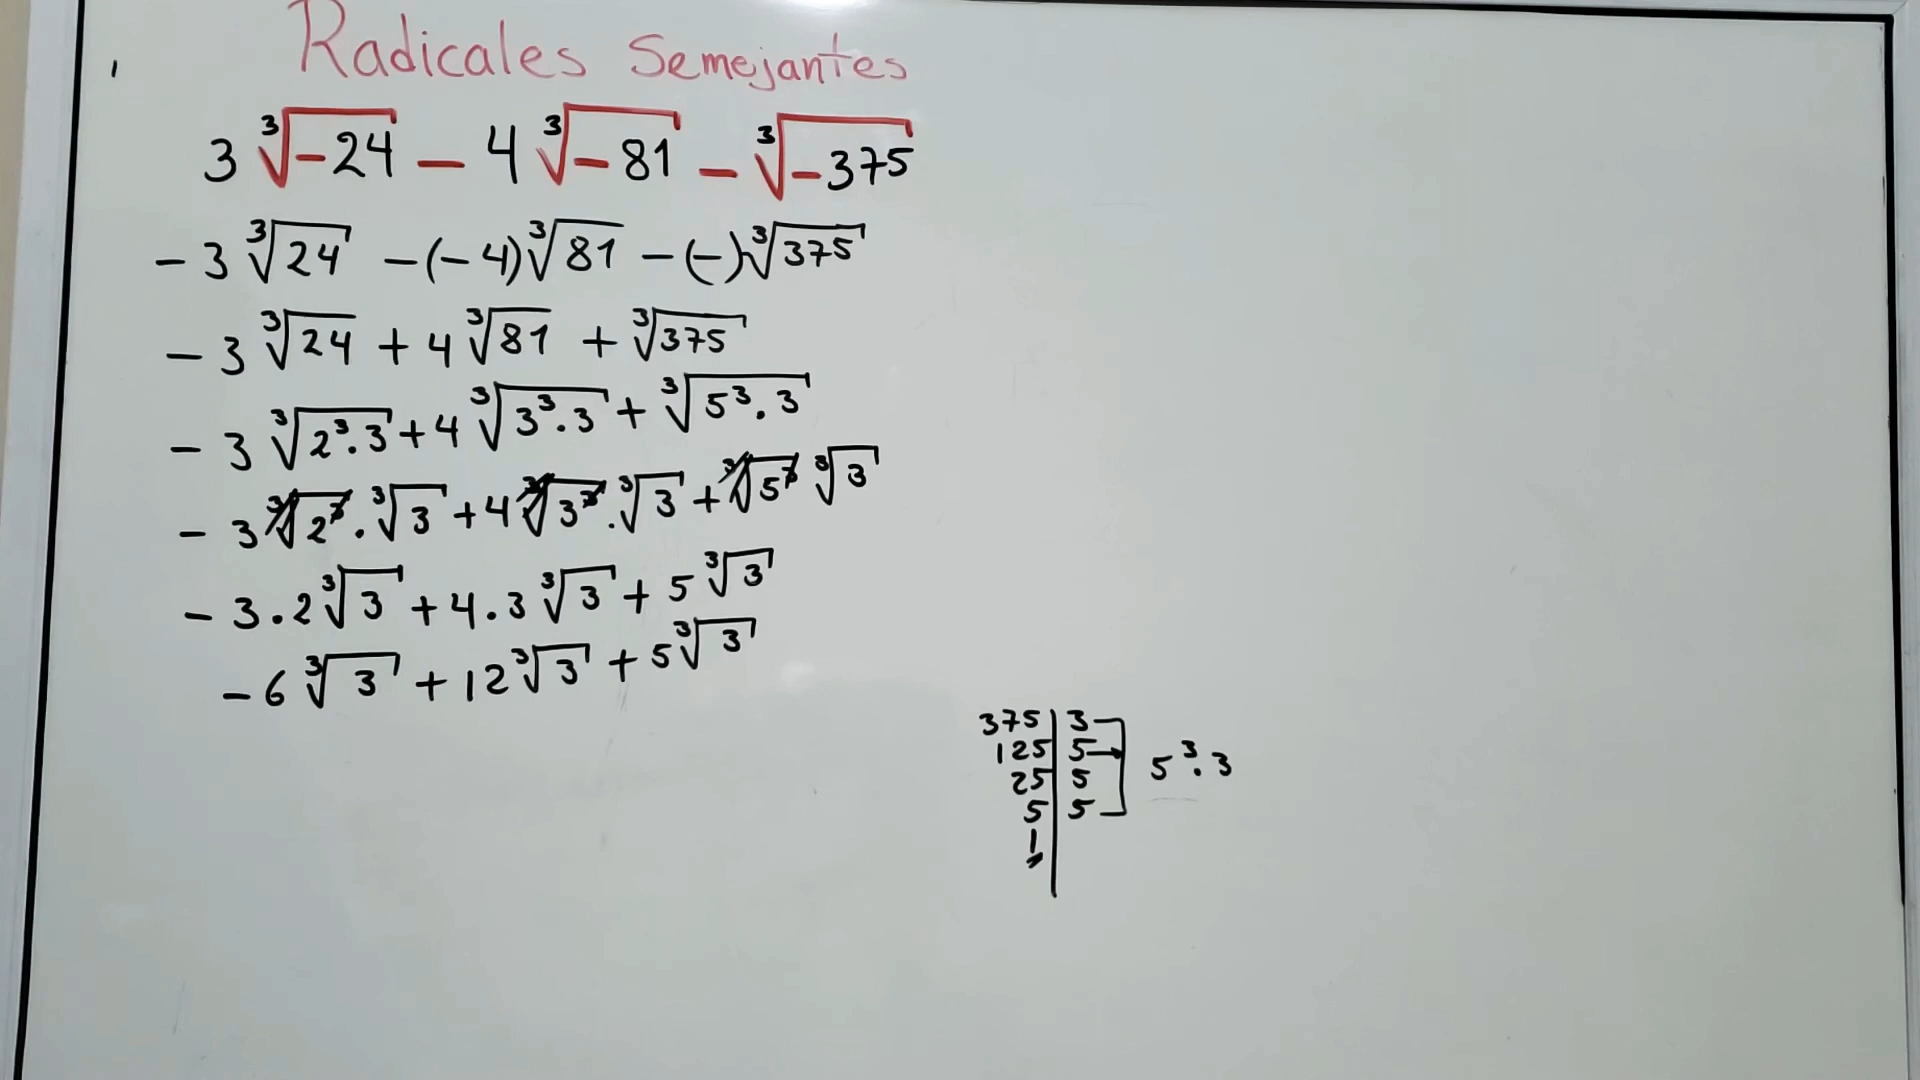 Radicales Semejantes
3 ∛-24 - 4 ∛-81 - ∛-375
- 3 ∛24 - (- 4) ∛81 - (-) ∛375
- 3 ∛24 + 4 ∛81 + ∛375
- 3 ∛2³.3 + 4 ∛3³.3 + ∛5³.3
- 3 ∛2³ . ∛3 + 4 ∛3³ . ∛3 + ∛5³ ∛3
- 3.2 ∛3 + 4.3 ∛3 + 5 ∛3
- 6 ∛3 + 12 ∛3 + 5 ∛3
375 | 3
125 | 5 5³.3
25 | 5
5 | 5
1